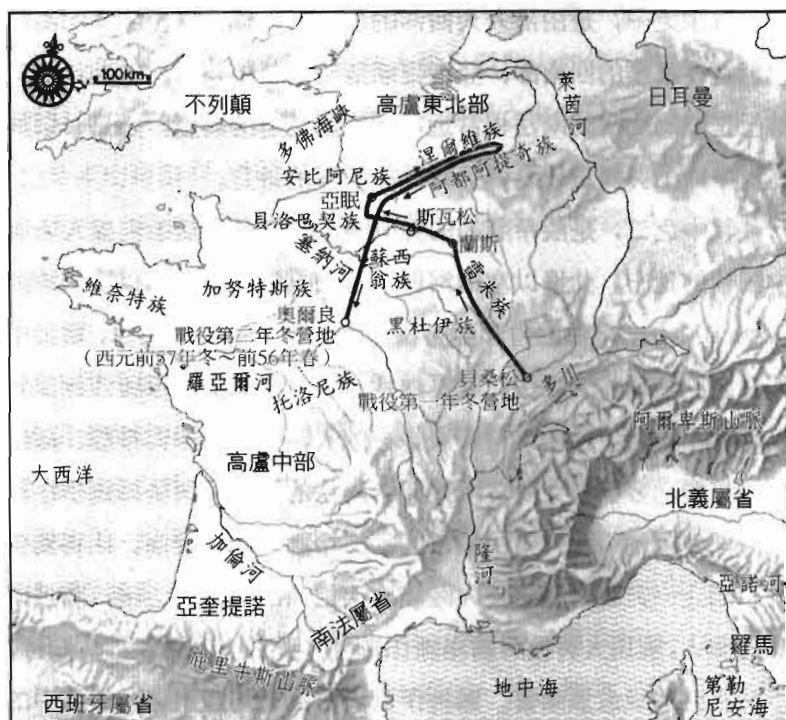 100km
不列顛
高盧東北部
萊茵河
日耳曼
多佛海峽
涅爾維族
安比阿尼族
阿都阿提奇族
亞眠
貝洛巴契族
斯瓦松
蘭斯
塞納河
蘇西翁族
雷米族
維奈特族
加努特斯族
奧爾良
黑杜伊族
戰役第二年冬營地
（西元前57年冬～前56年春）
羅亞爾河
托洛尼族
貝桑松
多川
戰役第一年冬營地
阿爾卑斯山脈
高盧中部
大西洋
北義屬省
加倫河
隆河
亞諾河
亞奎提諾
南法屬省
羅馬
庇里牛斯山脈
地中海
第勒
尼安海
西班牙屬省